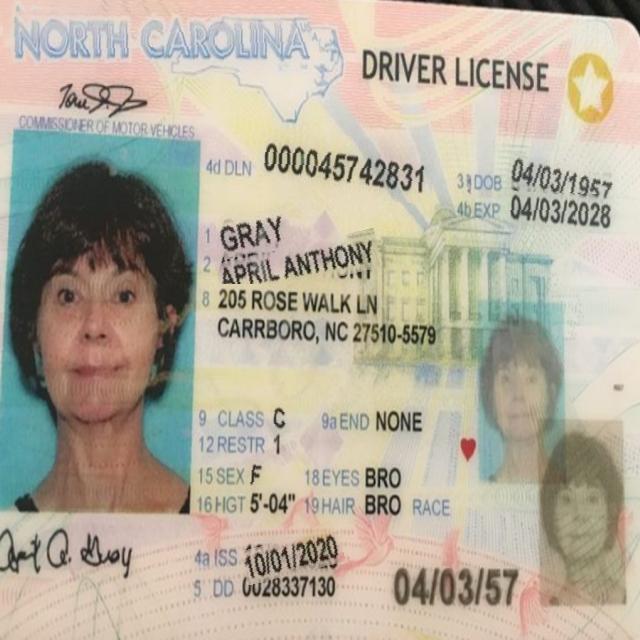 NORTH CAROLINA
DRIVER LICENSE
COMMISSIONER OF MOTOR VEHICLES
4d DLN 000045742831
3 DOB 04/03/1957
4b EXP 04/03/2028
1 GRAY
2 APRIL ANTHONY
8 205 ROSE WALK LN
CARRBORO, NC 27510-5579
9 CLASS C 9a END NONE
12 RESTR 1
15 SEX F 18 EYES BRO
16 HGT 5'-04" 19 HAIR BRO RACE
4a ISS 10/01/2020
5 DD 0028337130
04/03/57